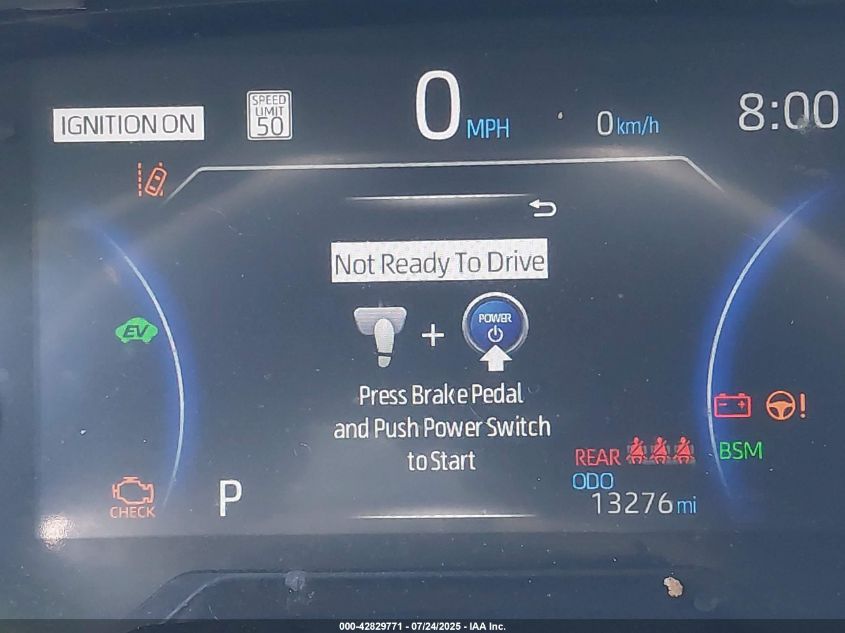 IGNITION ON
SPEED
LIMIT
50
0 MPH
0 km/h
8:00
Not Ready To Drive
EV
POWER
+
Press Brake Pedal
and Push Power Switch
to Start
BSM
REAR
ODO
13276 mi
CHECK
P
000-42829771 - 07/24/2025 - IAA Inc.